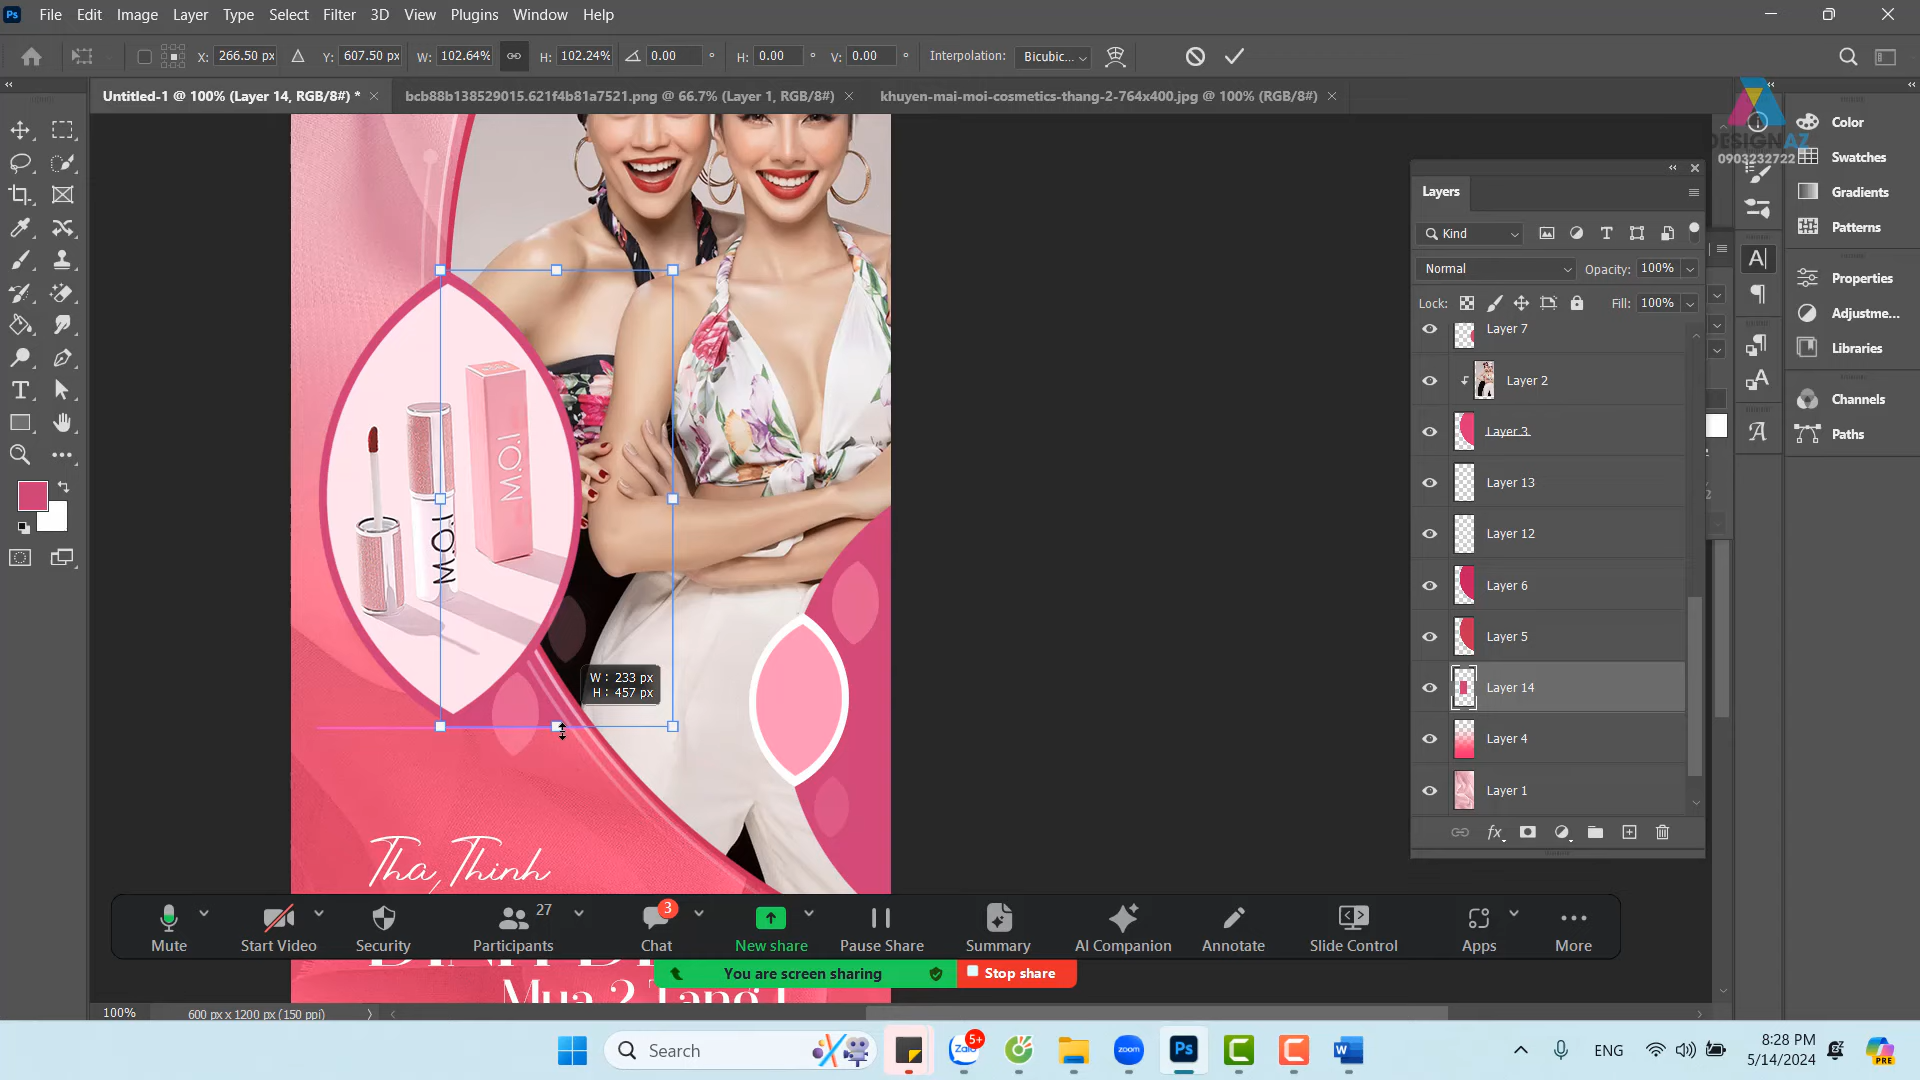 File Edit Image Layer Type Select Filter 3D View Plugins Window Help
X: 266.50 px Y: 607.50 px W: 102.64% H: 102.24% 0.00 ° H: 0.00 ° V: 0.00 ° Interpolation: Bicubic...
Untitled-1 @ 100% (Layer 14, RGB/8#) * bcb88b138529015.621f4b81a7521.png @ 66.7% (Layer 1, RGB/8#) khuyen-mai-moi-cosmetics-thang-2-764x400.jpg @ 100% (RGB/8#)
DESIGN AZ
0903232722
Color
Swatches
Gradients
Patterns
Properties
Adjustme...
Libraries
Channels
Paths
Layers
Kind
Normal Opacity: 100%
Lock: Fill: 100%
Layer 7
Layer 2
Layer 3
Layer 13
Layer 12
Layer 6
Layer 5
Layer 14
Layer 4
Layer 1
M.O.I
M.O.I
W: 233 px
H: 457 px
Tha Thinh
Mua 2 Tang 1
Mute Start Video Security Participants 27 Chat 3 New share Pause Share Summary AI Companion Annotate Slide Control Apps More
You are screen sharing Stop share
100% 600 px x 1200 px (150 ppi)
Search
Zalo 5+
zoom
Ps
ENG
8:28 PM
5/14/2024
PRE